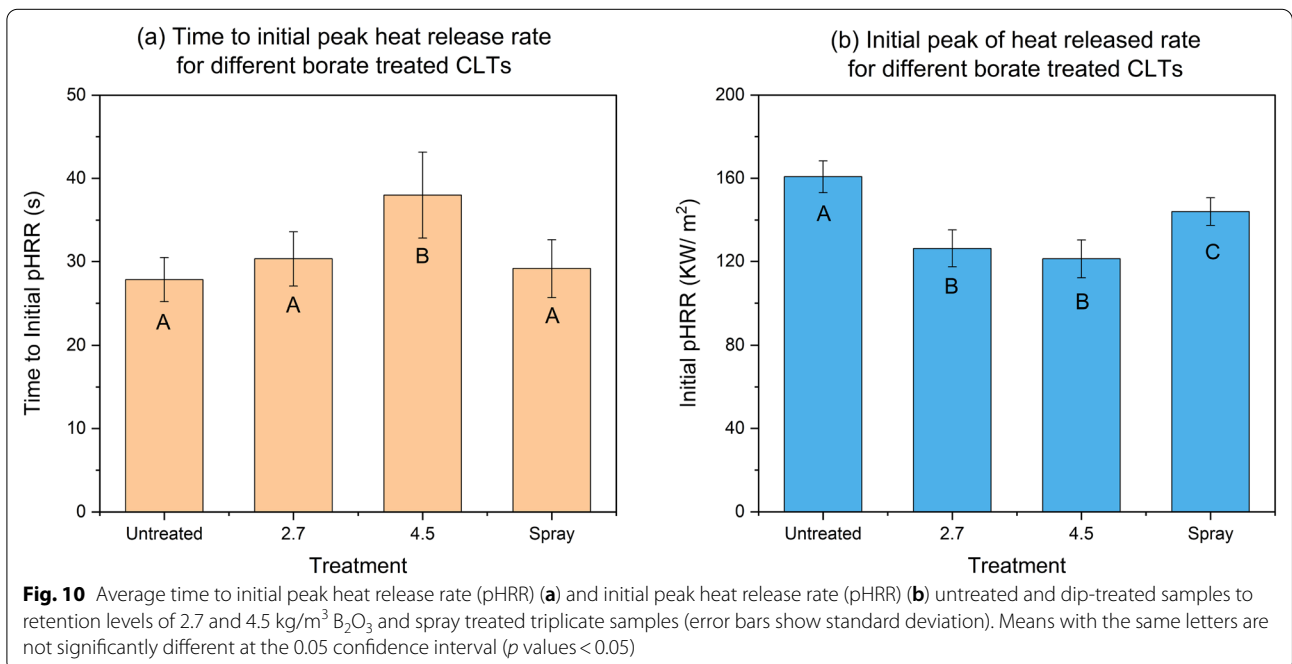 (a) Time to initial peak heat release rate
for different borate treated CLTs
50
40
30
20
10
0
Time to Initial pHRR (s)
A
A
B
A
Untreated
2.7
4.5
Spray
Treatment
(b) Initial peak of heat released rate
for different borate treated CLTs
200
160
120
80
40
0
Initial pHRR (KW/ m²)
A
B
B
C
Untreated
2.7
4.5
Spray
Treatment
Fig. 10 Average time to initial peak heat release rate (pHRR) (a) and initial peak heat release rate (pHRR) (b) untreated and dip-treated samples to
retention levels of 2.7 and 4.5 kg/m³ B₂O₃ and spray treated triplicate samples (error bars show standard deviation). Means with the same letters are
not significantly different at the 0.05 confidence interval (p values < 0.05)